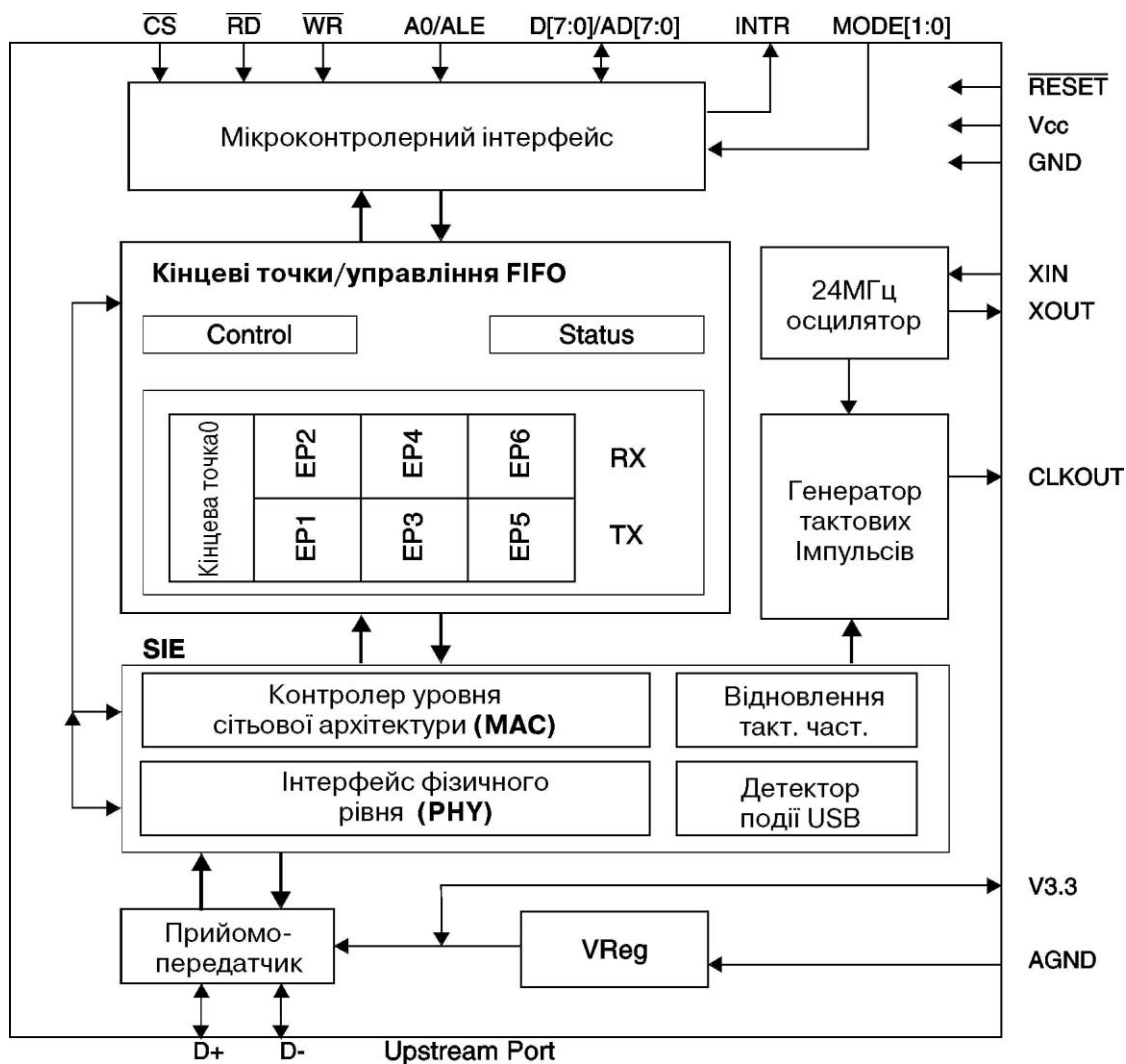 CS RD WR A0/ALE D[7:0]/AD[7:0] INTR MODE[1:0]
RESET
Vcc
GND
Мікроконтролерний інтерфейс
Кінцеві точки/управління FIFO
Control
Status
Кінцева точка0
EP2
EP4
EP6
RX
EP1
EP3
EP5
TX
24МГц
осцилятор
XIN
XOUT
Генератор
тактових
Імпульсів
CLKOUT
SIE
Контролер уровня
сітьової архітектури (MAC)
Відновлення
такт. част.
Інтерфейс фізичного
рівня (PHY)
Детектор
події USB
Прийомо-
передатчик
VReg
V3.3
AGND
D+ D- Upstream Port